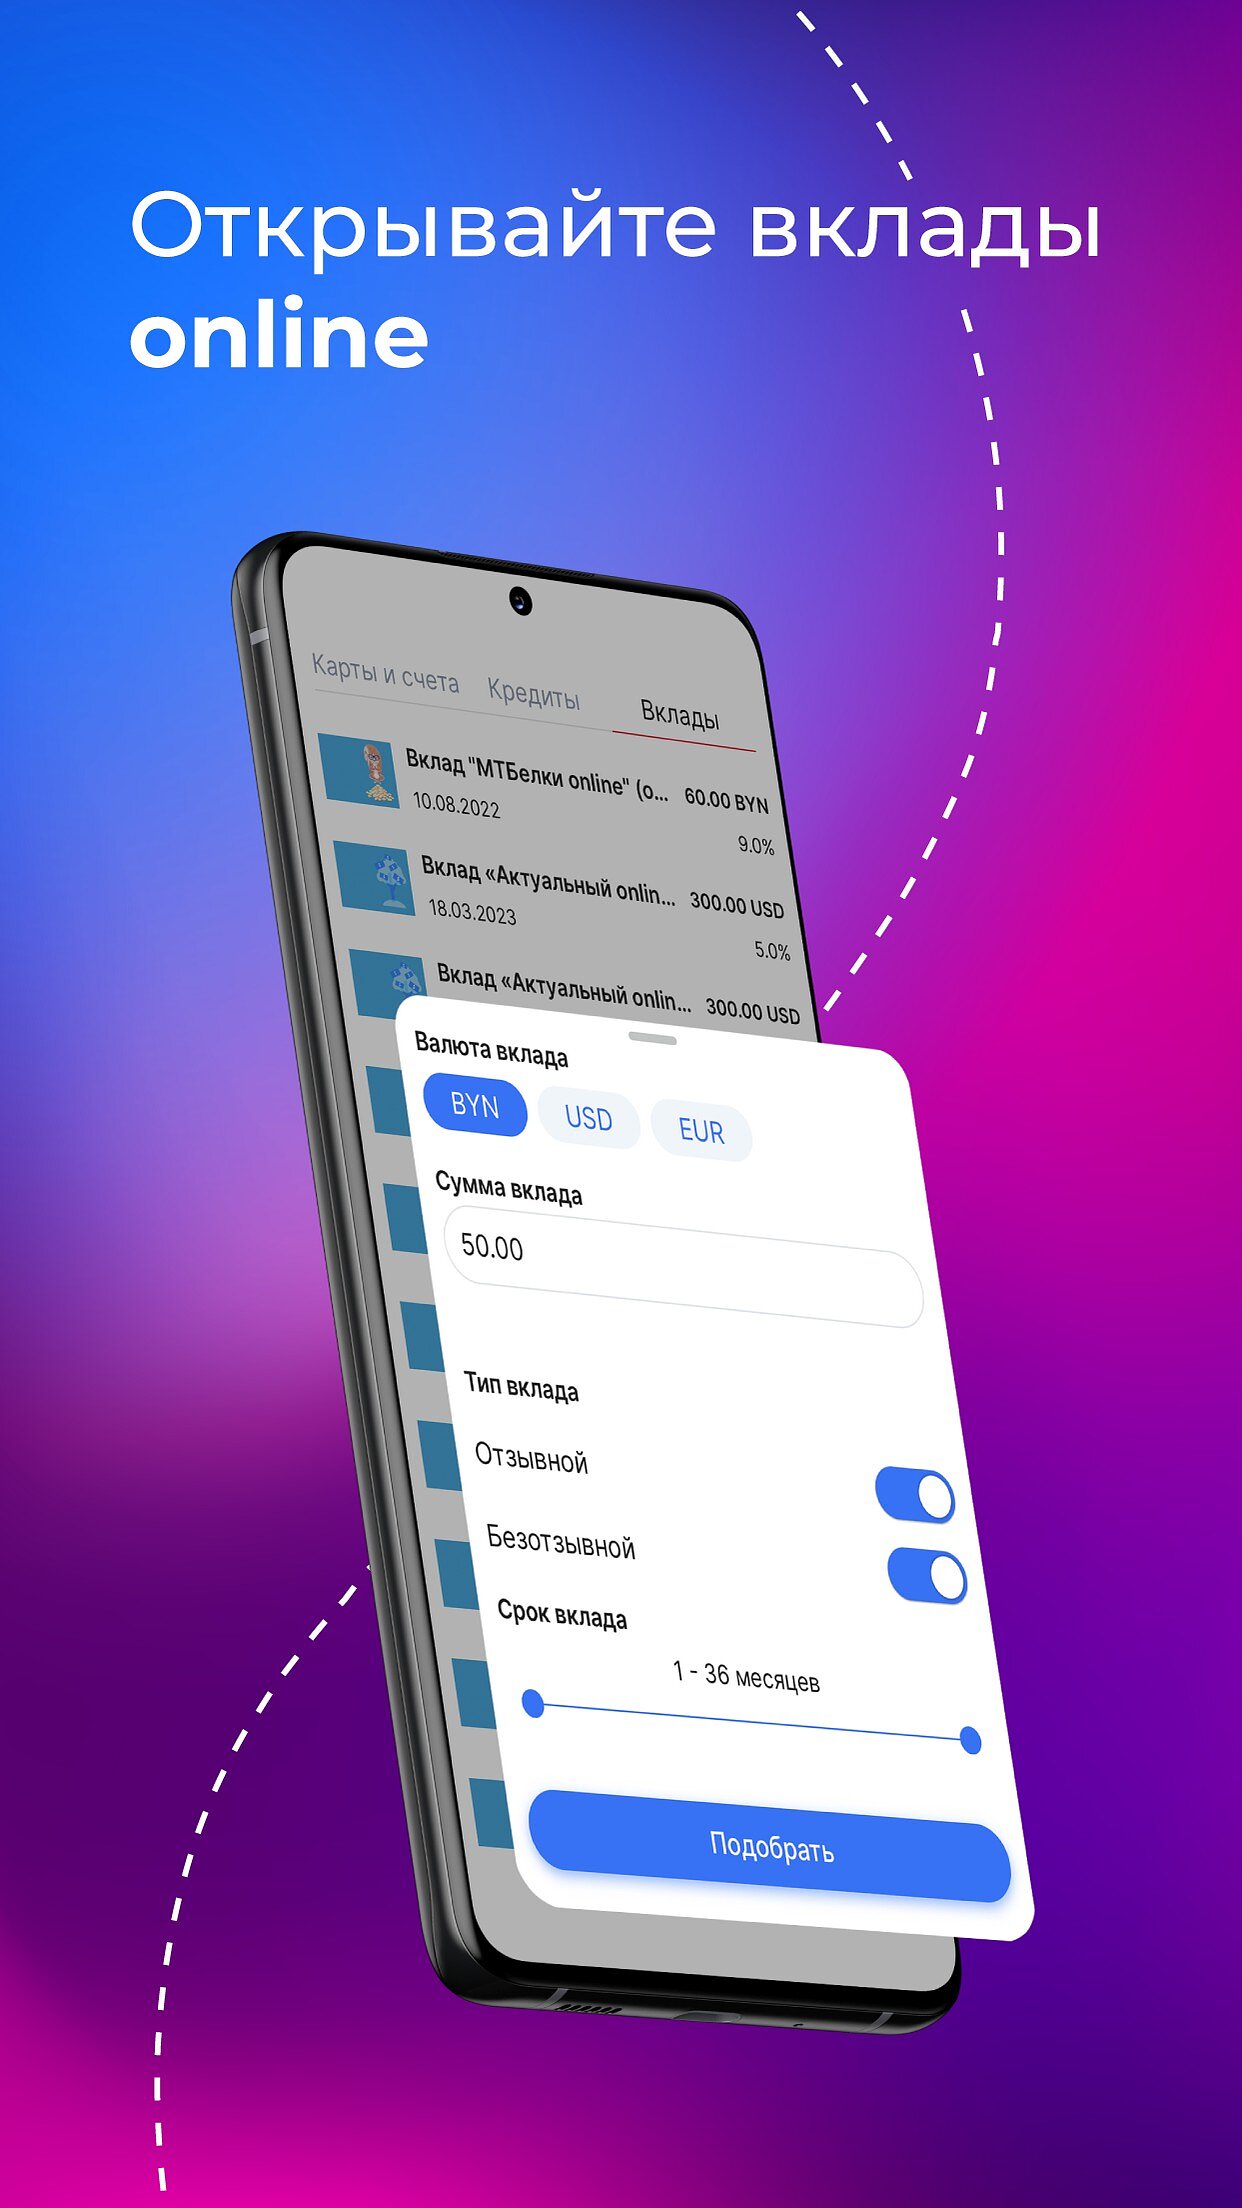 Открывайте вклады
online
Карты и счета Кредиты Вклады
Вклад "МТБелки online" (о... 60.00 BYN
10.08.2022 9.0%
Вклад «Актуальный onlin... 300.00 USD
18.03.2023 5.0%
Вклад «Актуальный onlin... 300.00 USD
Валюта вклада
BYN USD EUR
Сумма вклада
50.00
Тип вклада
Отзывной
Безотзывной
Срок вклада
1 - 36 месяцев
Подобрать